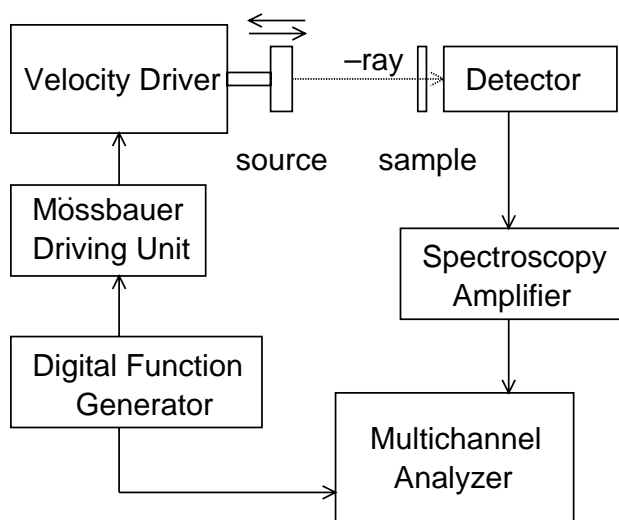 Velocity Driver
–ray
Detector
source
sample
Mössbauer
Driving Unit
Spectroscopy
Amplifier
Digital Function
Generator
Multichannel
Analyzer